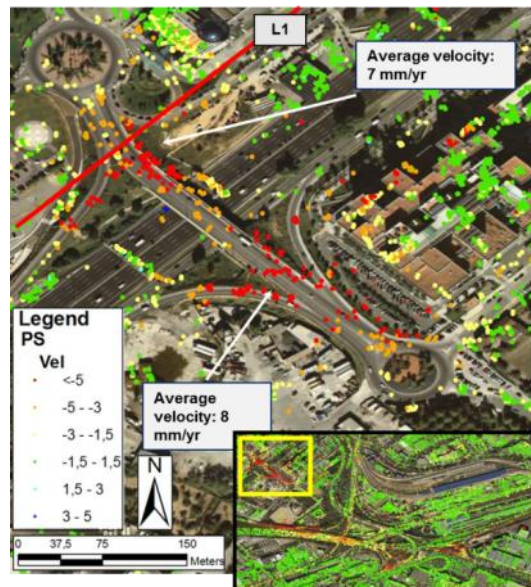 L1
Average velocity:
7 mm/yr
Legend
PS
Vel
<-5
-5 - -3
-3 - -1,5
-1,5 - 1,5
1,5 - 3
3 - 5
Average
velocity: 8
mm/yr
N
0 37,5 75 150
Meters